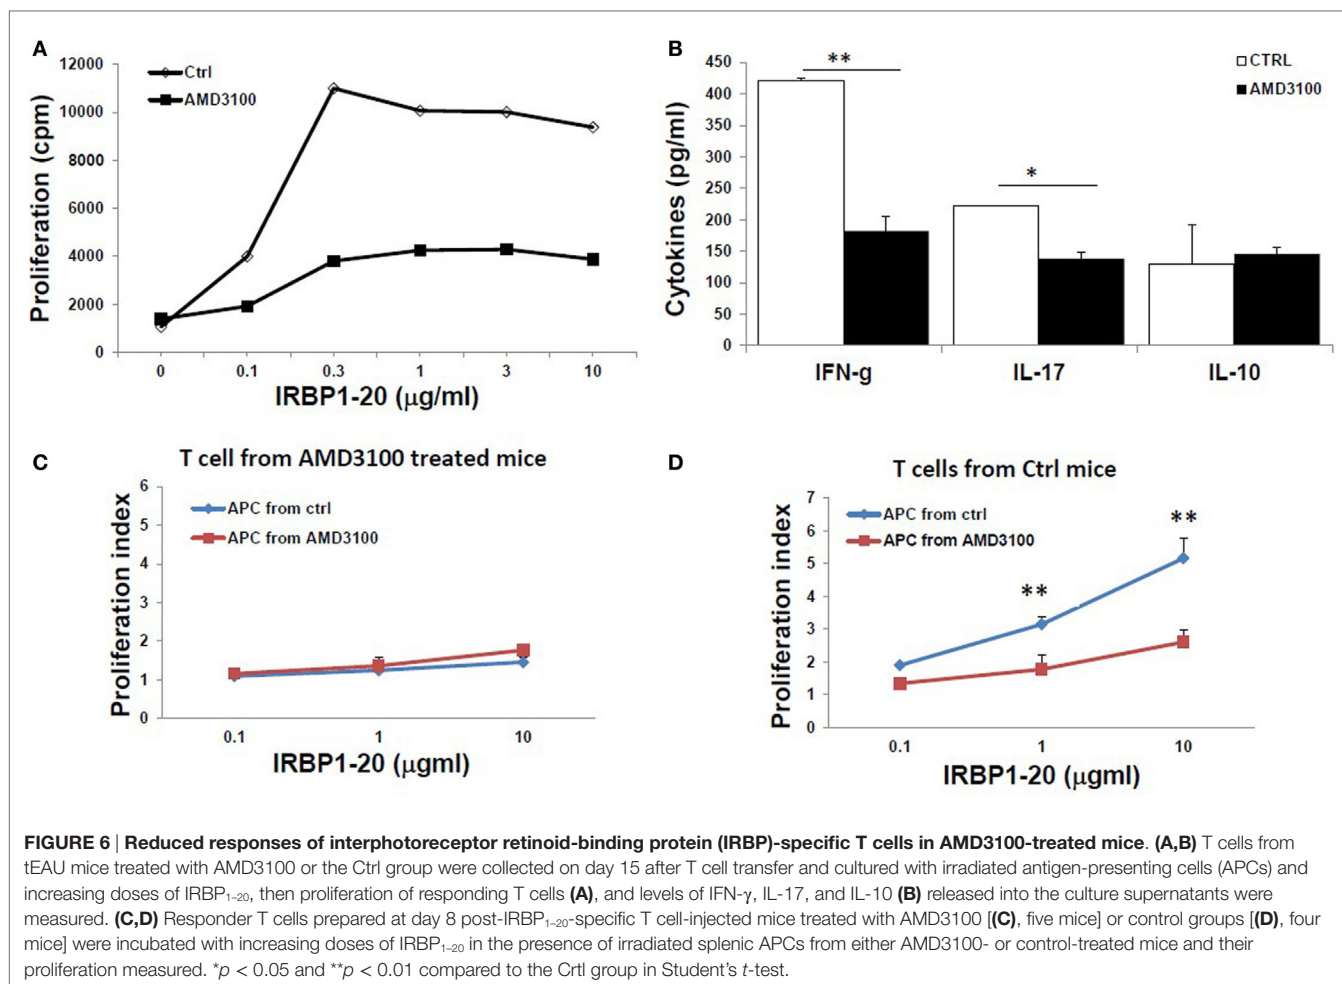 A
12000
10000
8000
6000
4000
2000
0
Proliferation (cpm)
Ctrl
AMD3100
0 0.1 0.3 1 3 10
IRBP1-20 (µg/ml)
B
450
400
350
300
250
200
150
100
50
0
Cytokines (pg/ml)
**
*
CTRL
AMD3100
IFN-g IL-17 IL-10
C
T cell from AMD3100 treated mice
6
5
4
3
2
1
0
Proliferation index
APC from ctrl
APC from AMD3100
0.1 1 10
IRBP1-20 (µgml)
D
T cells from Ctrl mice
7
6
5
4
3
2
1
0
Proliferation index
APC from ctrl
APC from AMD3100
**
**
0.1 1 10
IRBP1-20 (µgml)
FIGURE 6 | Reduced responses of interphotoreceptor retinoid-binding protein (IRBP)-specific T cells in AMD3100-treated mice. (A,B) T cells from
tEAU mice treated with AMD3100 or the Ctrl group were collected on day 15 after T cell transfer and cultured with irradiated antigen-presenting cells (APCs) and
increasing doses of IRBP₁₋₂₀, then proliferation of responding T cells (A), and levels of IFN-γ, IL-17, and IL-10 (B) released into the culture supernatants were
measured. (C,D) Responder T cells prepared at day 8 post-IRBP₁₋₂₀-specific T cell-injected mice treated with AMD3100 [(C), five mice] or control groups [(D), four
mice] were incubated with increasing doses of IRBP₁₋₂₀ in the presence of irradiated splenic APCs from either AMD3100- or control-treated mice and their
proliferation measured. *p < 0.05 and **p < 0.01 compared to the Crtl group in Student's t-test.